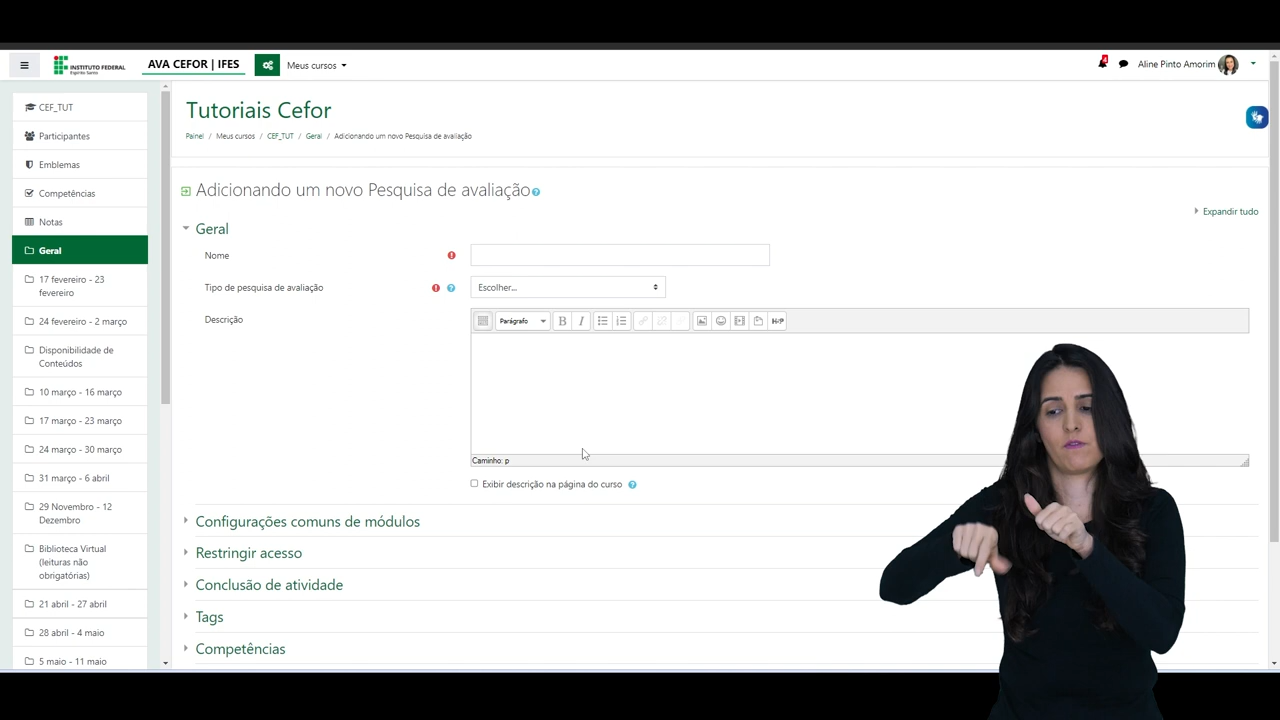 INSTITUTO FEDERAL
Espírito Santo
AVA CEFOR | IFES
Meus cursos
Aline Pinto Amorim
CEF_TUT
Participantes
Emblemas
Competências
Notas
Geral
17 fevereiro - 23
fevereiro
24 fevereiro - 2 março
Disponibilidade de
Conteúdos
10 março - 16 março
17 março - 23 março
24 março - 30 março
31 março - 6 abril
29 Novembro - 12
Dezembro
Biblioteca Virtual
(leituras não
obrigatórias)
21 abril - 27 abril
28 abril - 4 maio
5 maio - 11 maio
Tutoriais Cefor
Painel / Meus cursos / CEF_TUT / Geral / Adicionando um novo Pesquisa de avaliação
Adicionando um novo Pesquisa de avaliação
Expandir tudo
Geral
Nome
Tipo de pesquisa de avaliação
Escolher...
Descrição
Parágrafo
B I
H-P
Caminho: p
Exibir descrição na página do curso
Configurações comuns de módulos
Restringir acesso
Conclusão de atividade
Tags
Competências